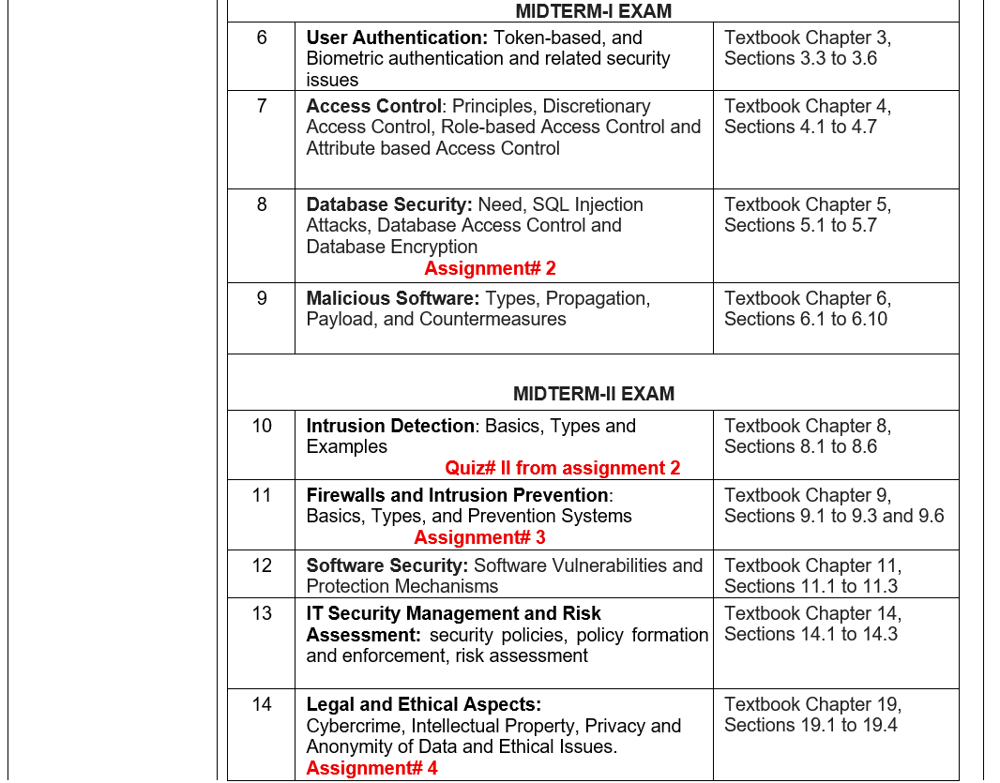 MIDTERM-I EXAM
6
User Authentication: Token-based, and
Biometric authentication and related security
issues
Textbook Chapter 3,
Sections 3.3 to 3.6
7
Access Control: Principles, Discretionary
Access Control, Role-based Access Control and
Attribute based Access Control
Textbook Chapter 4,
Sections 4.1 to 4.7
8
Database Security: Need, SQL Injection
Attacks, Database Access Control and
Database Encryption
Assignment# 2
Textbook Chapter 5,
Sections 5.1 to 5.7
9
Malicious Software: Types, Propagation,
Payload, and Countermeasures
Textbook Chapter 6,
Sections 6.1 to 6.10
MIDTERM-II EXAM
10
Intrusion Detection: Basics, Types and
Examples
Quiz# II from assignment 2
Textbook Chapter 8,
Sections 8.1 to 8.6
11
Firewalls and Intrusion Prevention:
Basics, Types, and Prevention Systems
Assignment# 3
Textbook Chapter 9,
Sections 9.1 to 9.3 and 9.6
12
Software Security: Software Vulnerabilities and
Protection Mechanisms
Textbook Chapter 11,
Sections 11.1 to 11.3
13
IT Security Management and Risk
Assessment: security policies, policy formation
and enforcement, risk assessment
Textbook Chapter 14,
Sections 14.1 to 14.3
14
Legal and Ethical Aspects:
Cybercrime, Intellectual Property, Privacy and
Anonymity of Data and Ethical Issues.
Assignment# 4
Textbook Chapter 19,
Sections 19.1 to 19.4